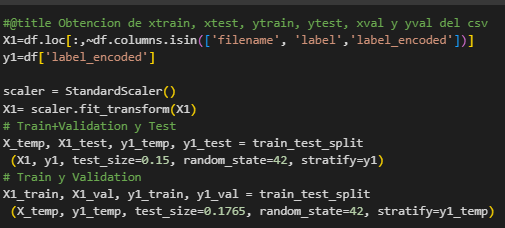 #@title Obtencion de xtrain, xtest, ytrain, ytest, xval y yval del csv
X1=df.loc[:,~df.columns.isin(['filename', 'label','label_encoded'])]
y1=df['label_encoded']

scaler = StandardScaler()
X1= scaler.fit_transform(X1)
# Train+Validation y Test
X_temp, X1_test, y1_temp, y1_test = train_test_split
 (X1, y1, test_size=0.15, random_state=42, stratify=y1)
# Train y Validation
X1_train, X1_val, y1_train, y1_val = train_test_split
 (X_temp, y1_temp, test_size=0.1765, random_state=42, stratify=y1_temp)